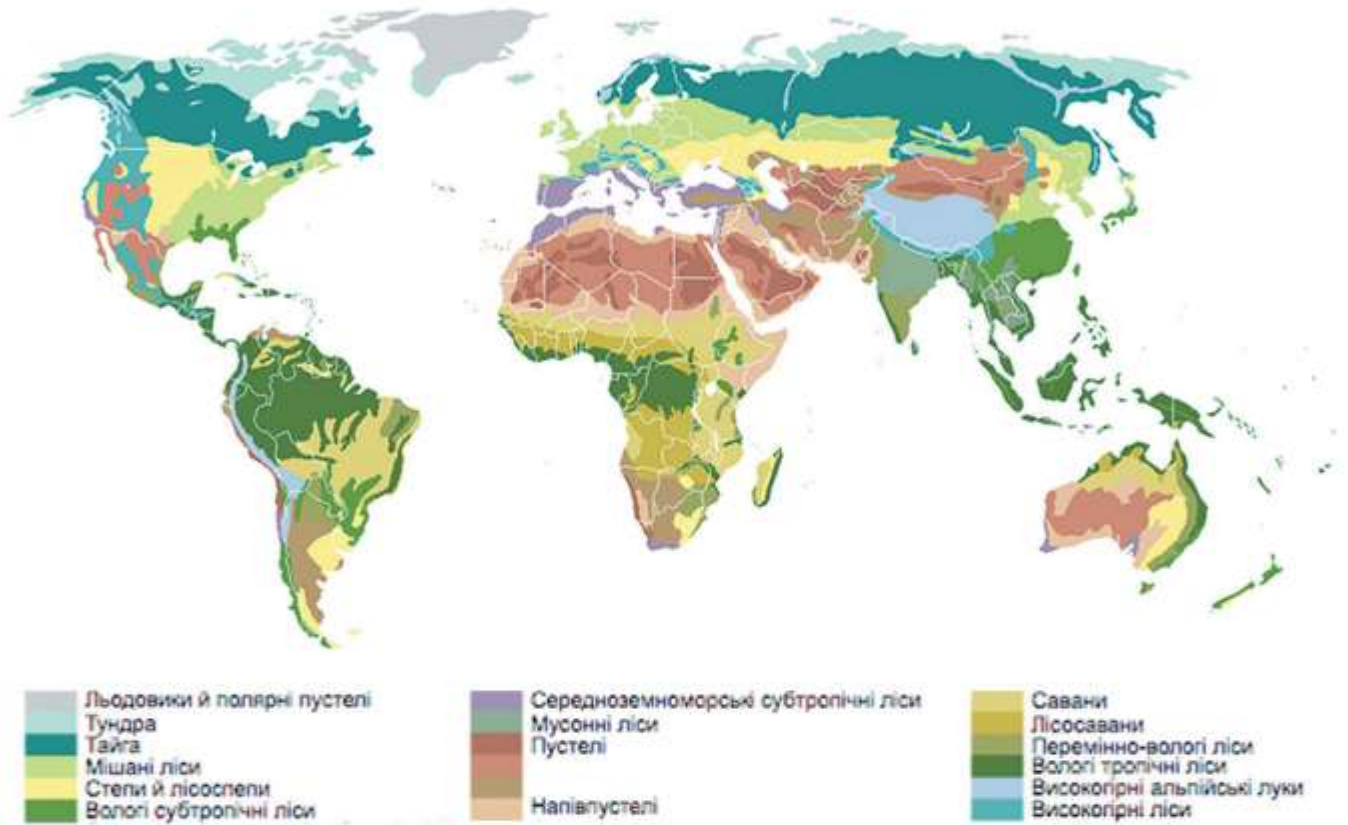 Льодовики й полярні пустелі
Тундра
Тайга
Мішані ліси
Степи й лісоспепи
Вологі субтропічні ліси
Середноземноморські субтропічні ліси
Мусонні ліси
Пустелі
Напівпустелі
Савани
Лісосавани
Перемінно-вологі ліси
Вологі тропічні ліси
Високогірні альпійські луки
Високогірні ліси